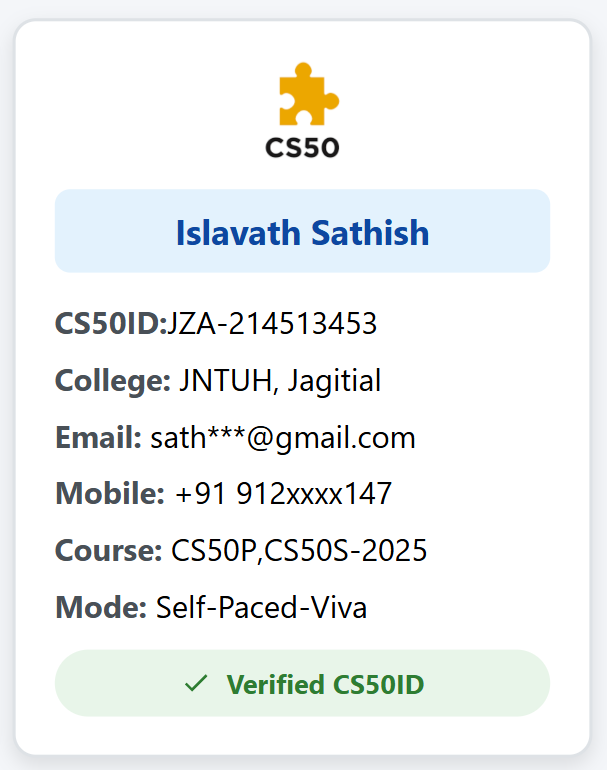 CS50
Islavath Sathish
CS50ID:JZA-214513453
College: JNTUH, Jagitial
Email: sath***@gmail.com
Mobile: +91 912xxxx147
Course: CS50P,CS50S-2025
Mode: Self-Paced-Viva
✓ Verified CS50ID